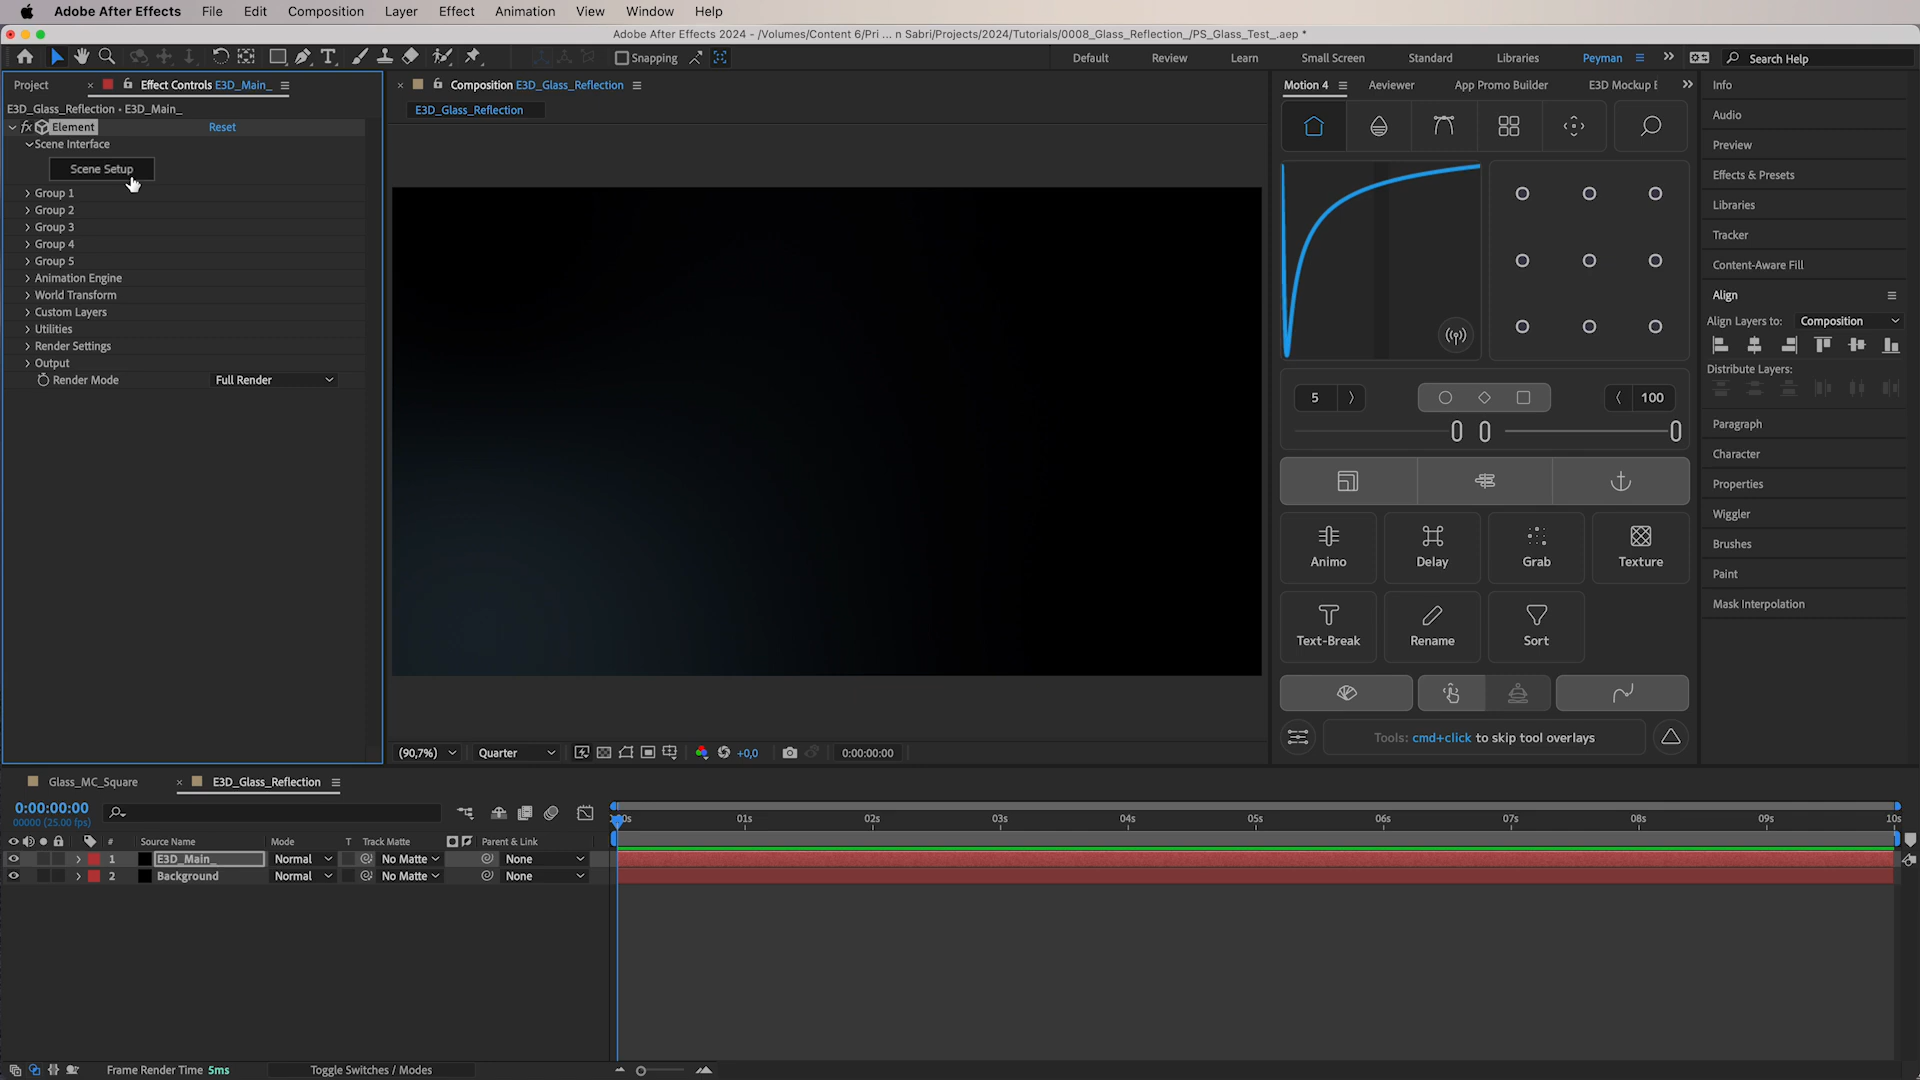 Adobe After Effects File Edit Composition Layer Effect Animation View Window Help
Adobe After Effects 2024 - /Volumes/Content 6/Pri ... n Sabri/Projects/2024/Tutorials/0008_Glass_Reflection_/PS_Glass_Test_.aep *
Snapping Default Review Learn Small Screen Standard Libraries Peyman Search Help
Project Effect Controls E3D_Main_
E3D_Glass_Reflection • E3D_Main_
fx Element Reset
Scene Interface
Scene Setup
Group 1
Group 2
Group 3
Group 4
Group 5
Animation Engine
World Transform
Custom Layers
Utilities
Render Settings
Output
Render Mode Full Render
Composition E3D_Glass_Reflection
E3D_Glass_Reflection
(90,7%) Quarter +0,0 0:00:00:00
Motion 4 Aeviewer App Promo Builder E3D Mockup E
5 100
Animo Delay Grab Texture
Text-Break Rename Sort
Tools: cmd+click to skip tool overlays
Info
Audio
Preview
Effects & Presets
Libraries
Tracker
Content-Aware Fill
Align
Align Layers to: Composition
Distribute Layers:
Paragraph
Character
Properties
Wiggler
Brushes
Paint
Mask Interpolation
Glass_MC_Square E3D_Glass_Reflection
0:00:00:00
00000 (25.00 fps)
# Source Name Mode T Track Matte Parent & Link
1 E3D_Main_ Normal No Matte None
2 Background Normal No Matte None
01s 02s 03s 04s 05s 06s 07s 08s 09s 10s
Frame Render Time 5ms Toggle Switches / Modes